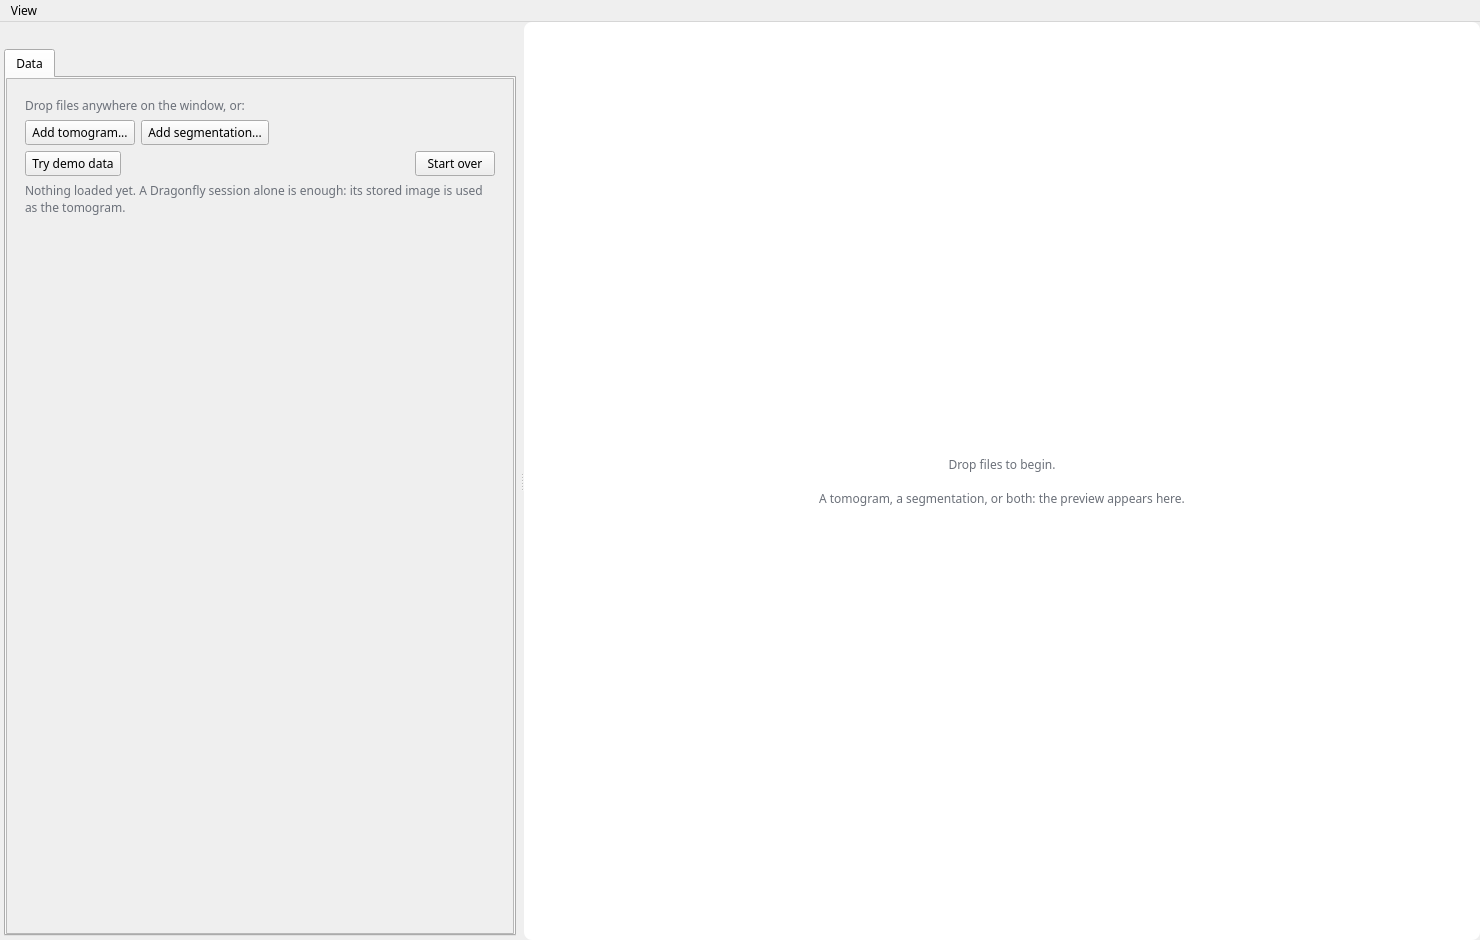 View
Data
Drop files anywhere on the window, or:
Add tomogram...
Add segmentation...
Try demo data
Start over
Nothing loaded yet. A Dragonfly session alone is enough: its stored image is used
as the tomogram.
Drop files to begin.
A tomogram, a segmentation, or both: the preview appears here.